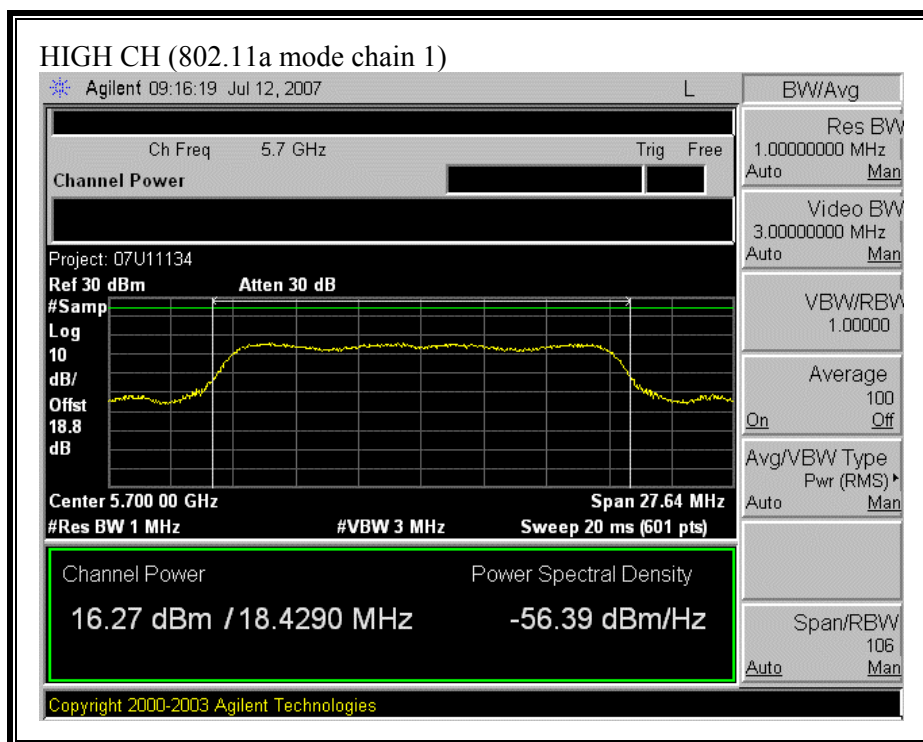 HIGH CH (802.11a mode chain 1)
Agilent 09:16:19 Jul 12, 2007 L
BW/Avg
Ch Freq 5.7 GHz Trig Free
Channel Power
Res BW
1.00000000 MHz
Auto Man
Video BW
3.00000000 MHz
Auto Man
Project: 07U11134
Ref 30 dBm Atten 30 dB
#Samp
Log
10
dB/
Offst
18.8
dB
VBW/RBW
1.00000
Average
100
On Off
Avg/VBW Type
Pwr (RMS)
Auto Man
Center 5.700 00 GHz Span 27.64 MHz
#Res BW 1 MHz #VBW 3 MHz Sweep 20 ms (601 pts)
Channel Power Power Spectral Density
16.27 dBm / 18.4290 MHz -56.39 dBm/Hz
Span/RBW
106
Auto Man
Copyright 2000-2003 Agilent Technologies